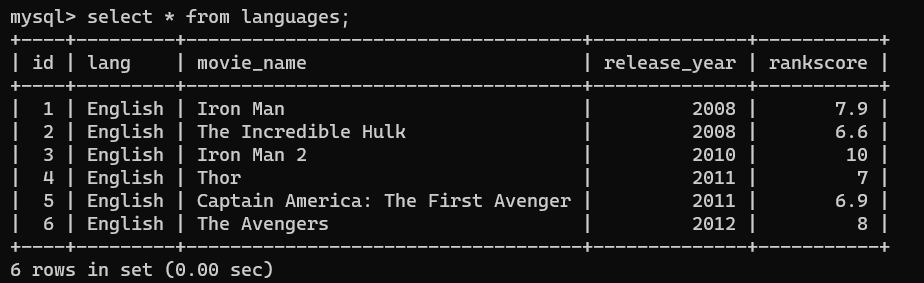 mysql> select * from languages;
+----+---------+-------------------------------------+--------------+-----------+
| id | lang    | movie_name                          | release_year | rankscore |
+----+---------+-------------------------------------+--------------+-----------+
|  1 | English | Iron Man                            |         2008 |       7.9 |
|  2 | English | The Incredible Hulk                 |         2008 |       6.6 |
|  3 | English | Iron Man 2                          |         2010 |        10 |
|  4 | English | Thor                                |         2011 |         7 |
|  5 | English | Captain America: The First Avenger |         2011 |       6.9 |
|  6 | English | The Avengers                        |         2012 |         8 |
+----+---------+-------------------------------------+--------------+-----------+
6 rows in set (0.00 sec)